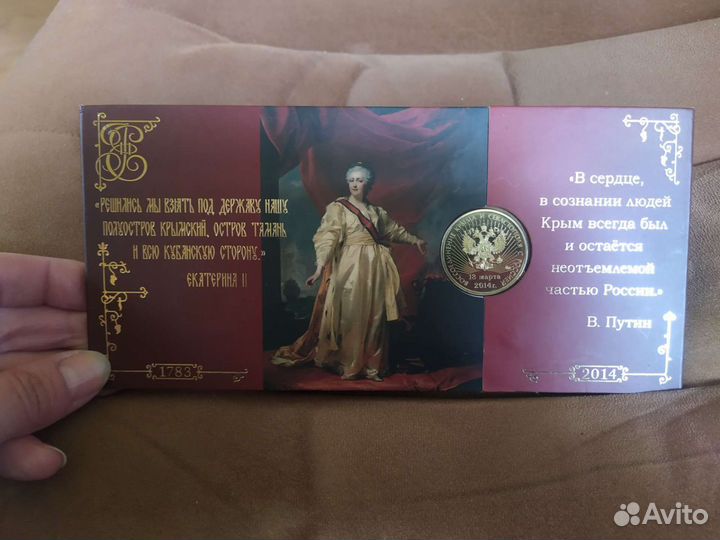 «Решились мы взять под державу нашу
полуостров Крымский, остров Тамань
и всю Кубанскую сторону.»
Екатерина II
1783
18 марта
2014г.
«В сердце,
в сознании людей
Крым всегда был
и остаётся
неотъемлемой
частью России.»
В. Путин
2014
Avito